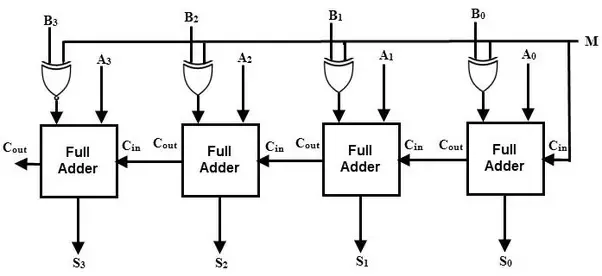 B3 B2 B1 B0
M
A3 A2 A1 A0
Cout Full Adder Cin Cout Full Adder Cin Cout Full Adder Cin Cout Full Adder Cin
S3 S2 S1 S0